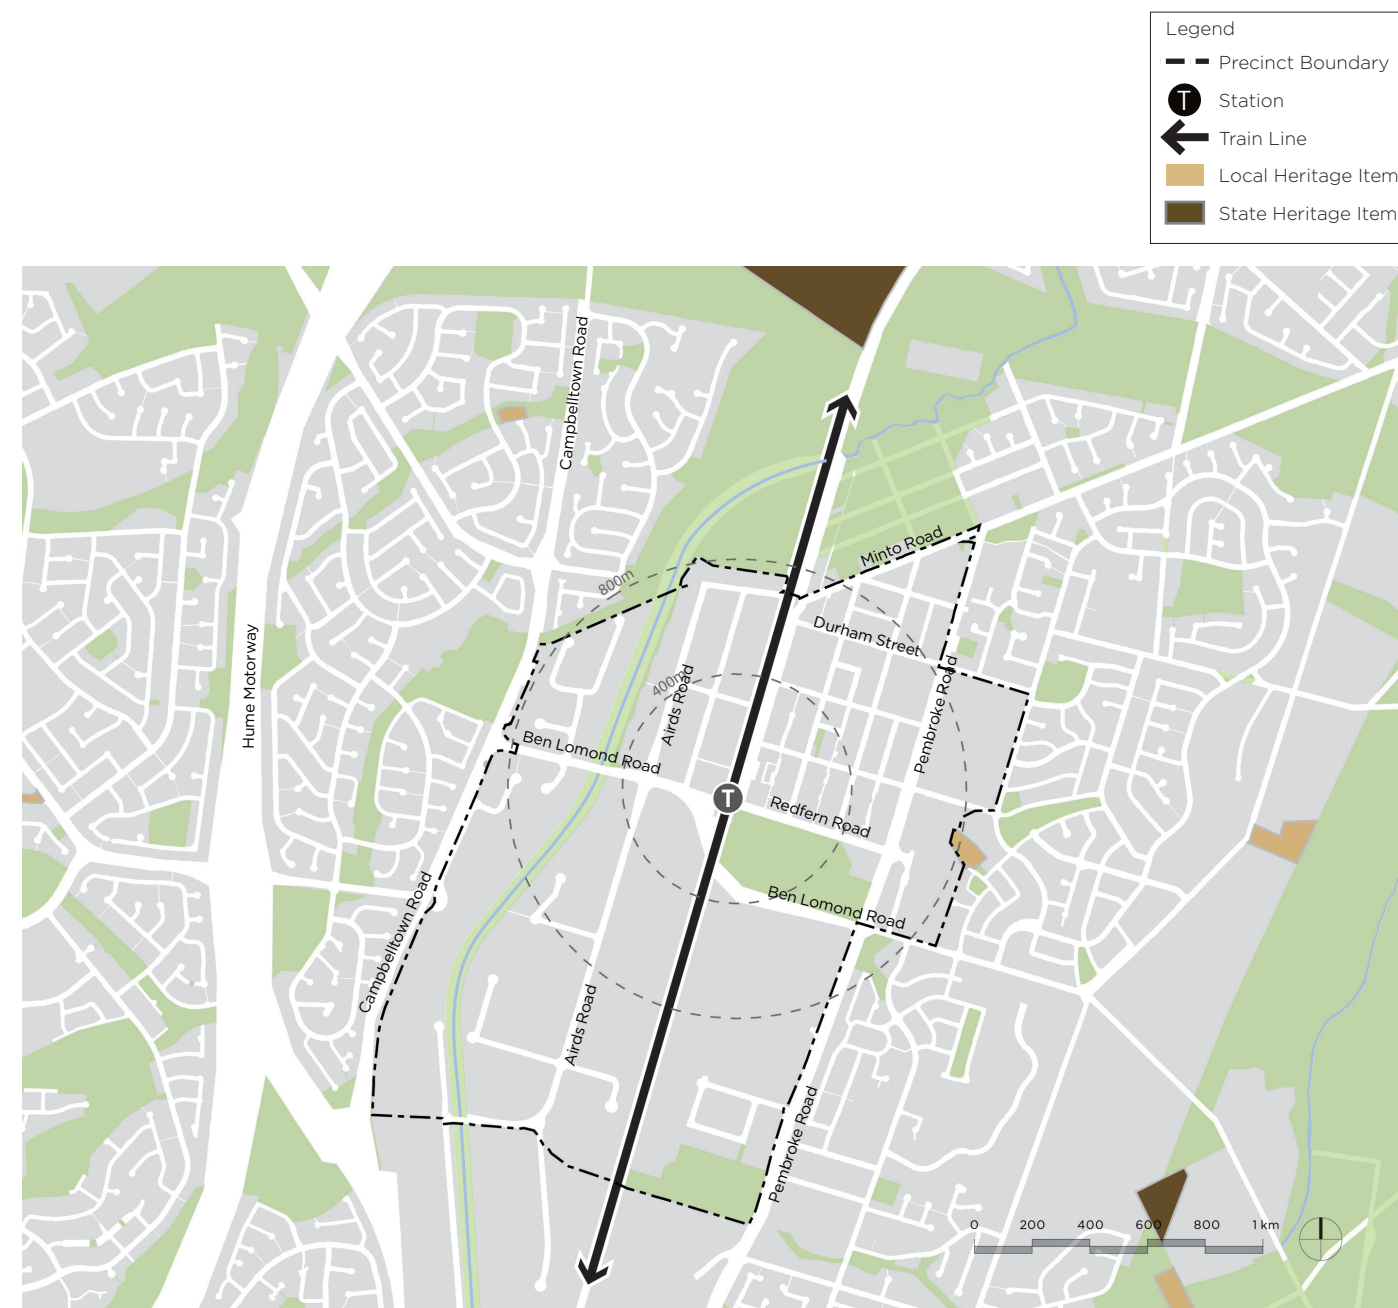 Legend
Precinct Boundary
T Station
Train Line
Local Heritage Item
State Heritage Item
Campbelltown Road
Minto Road
800m
Durham Street
Hume Motorway
400m
Airds Road
Pembroke Road
Ben Lomond Road
T
Redfern Road
Ben Lomond Road
Campbelltown Road
Airds Road
Pembroke Road
0 200 400 600 800 1 km